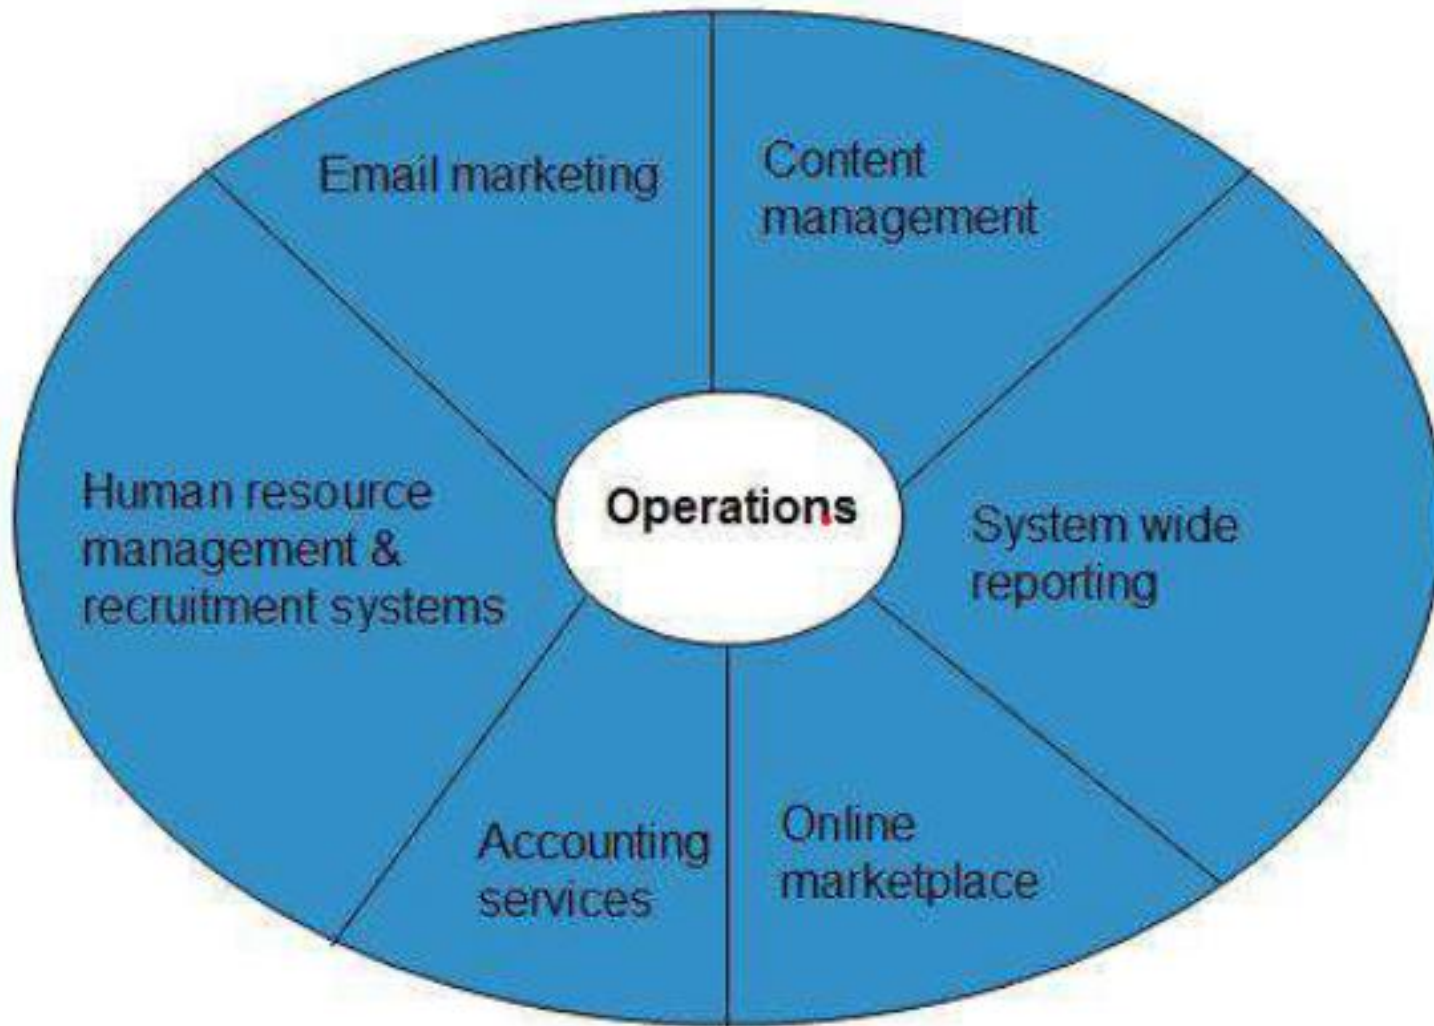 Email marketing
Content
management
Human resource
management &
recruitment systems
Operations
System wide
reporting
Accounting
services
Online
marketplace